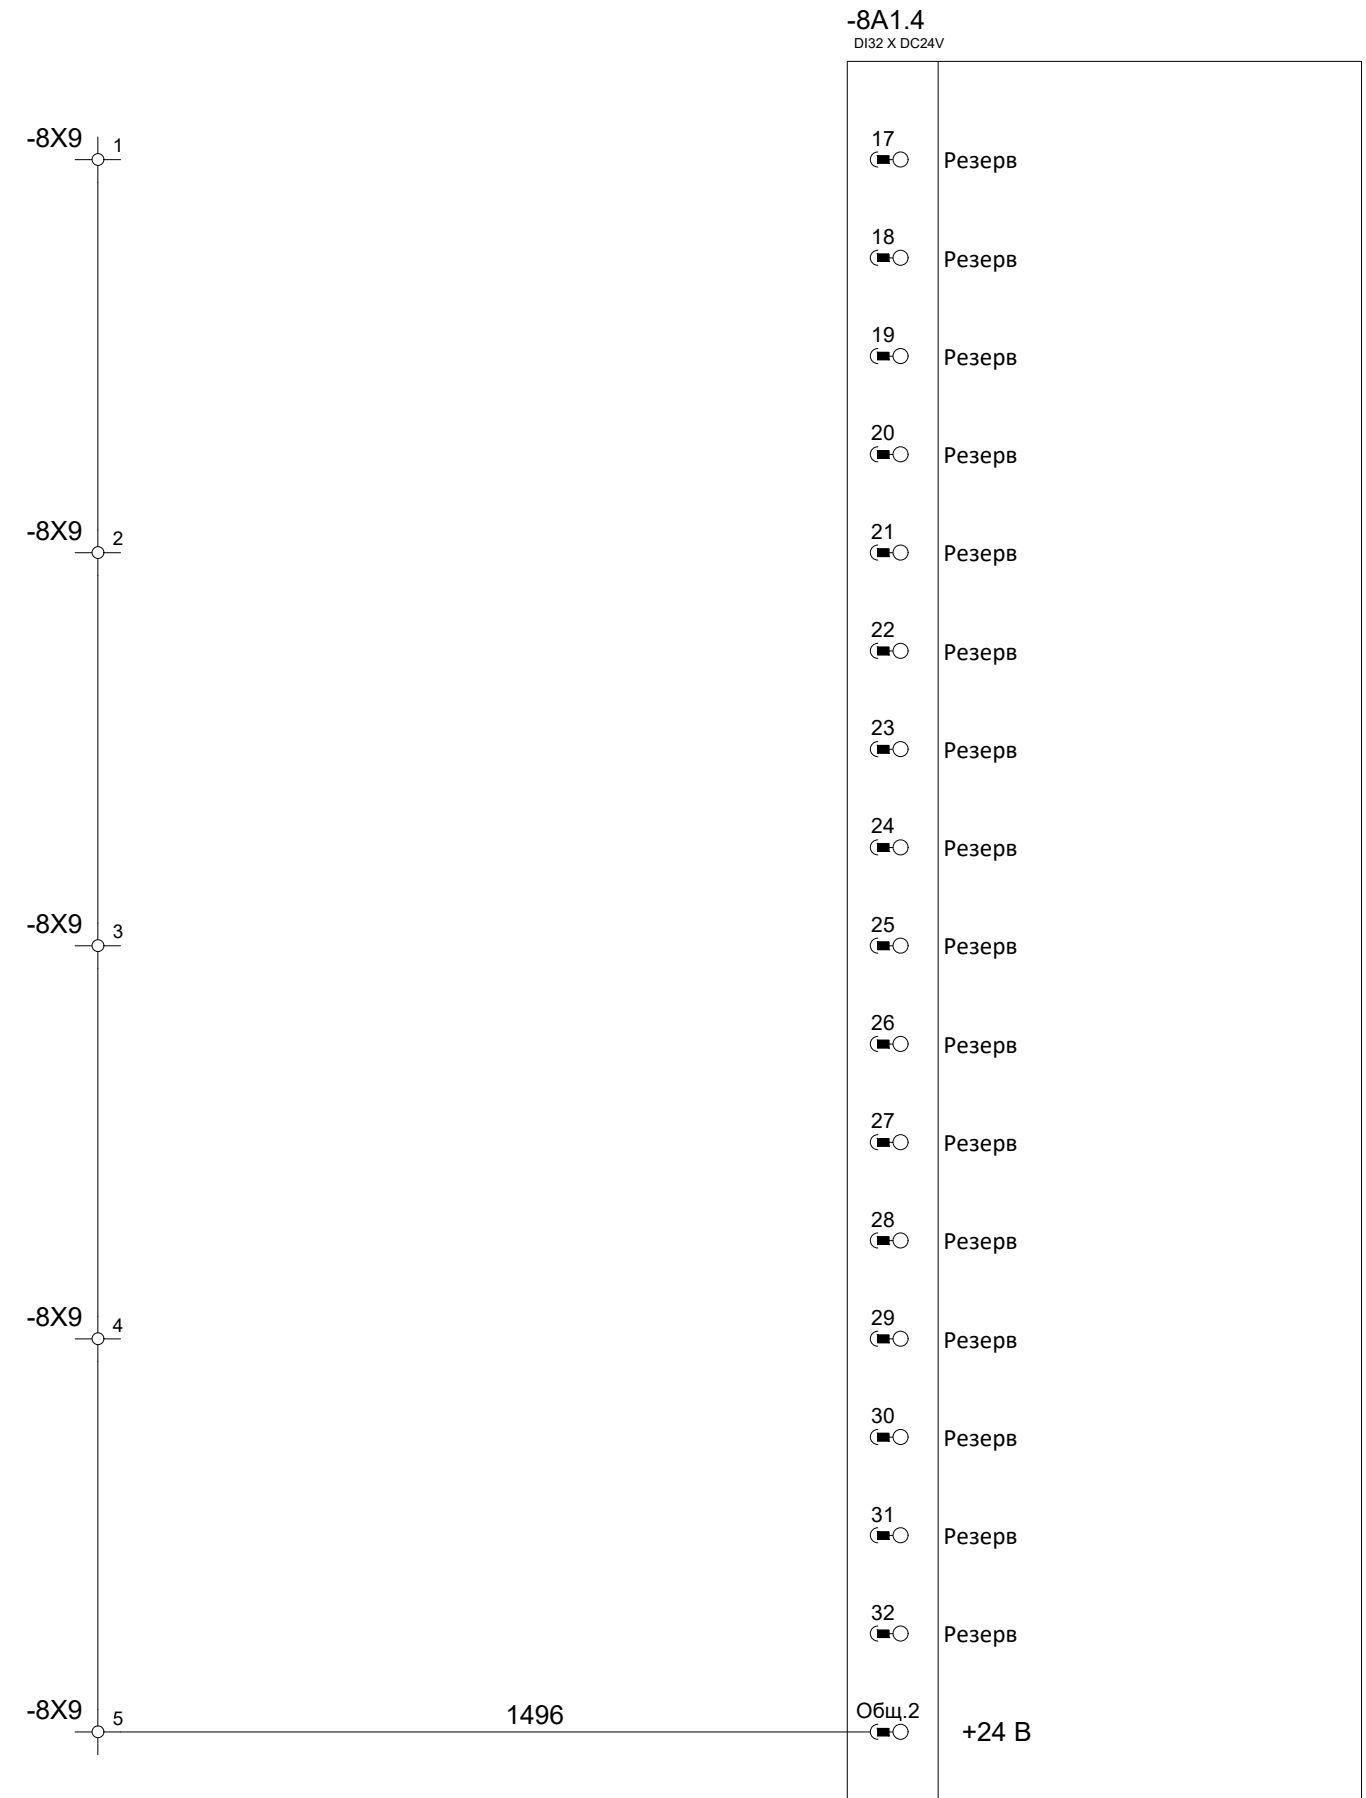 -8A1.4
DI32 X DC24V
-8X9 1 17 Резерв
18 Резерв
19 Резерв
20 Резерв
-8X9 2 21 Резерв
22 Резерв
23 Резерв
24 Резерв
-8X9 3 25 Резерв
26 Резерв
27 Резерв
28 Резерв
-8X9 4 29 Резерв
30 Резерв
31 Резерв
32 Резерв
-8X9 5 1496 Общ.2 +24 В